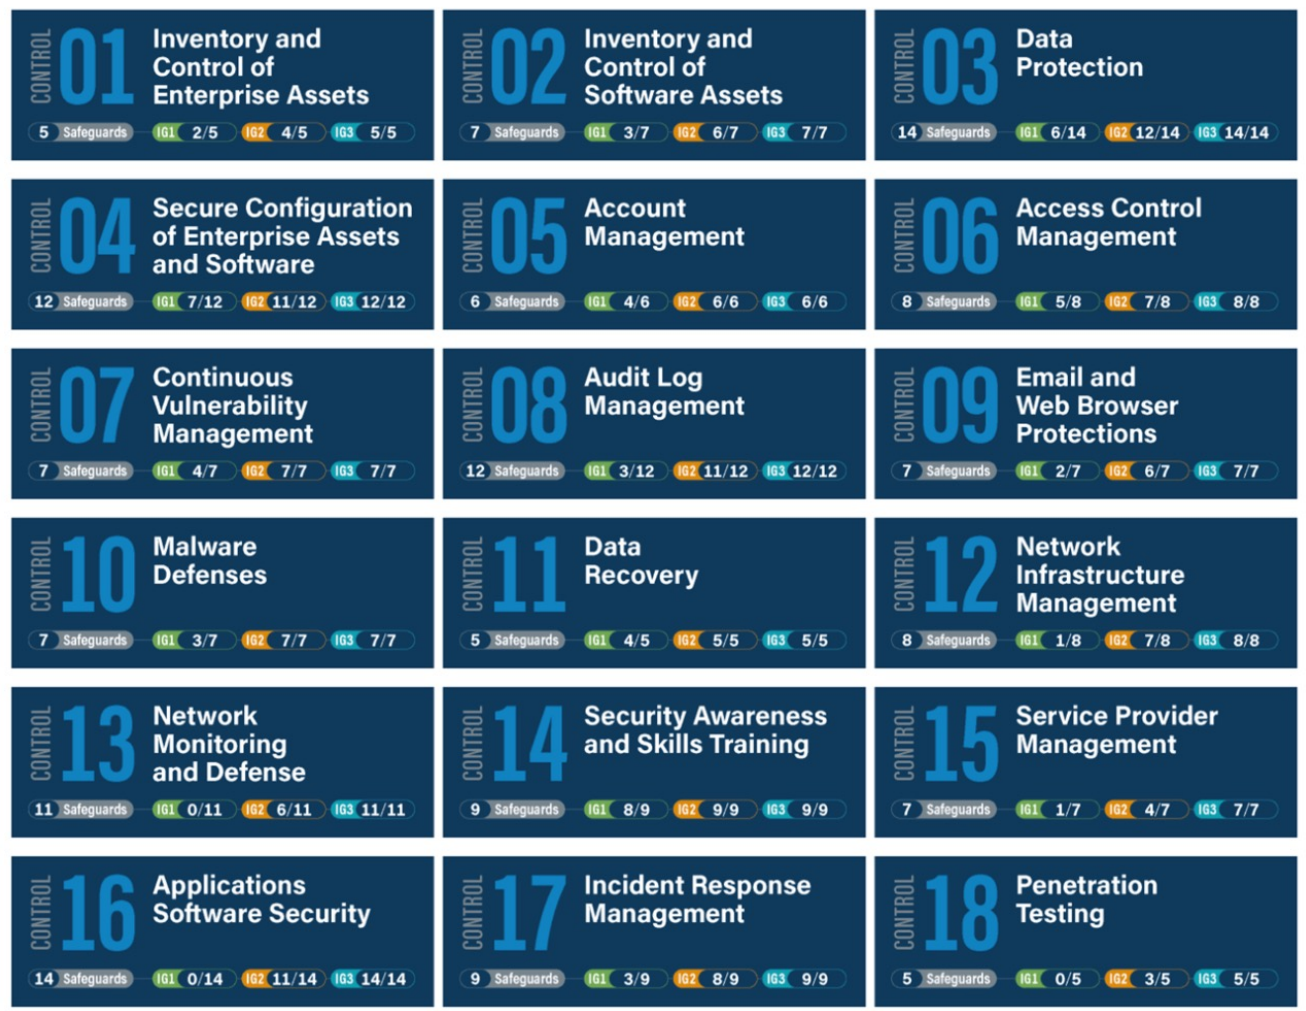 CONTROL 01
Inventory and
Control of
Enterprise Assets
5 Safeguards IG1 2/5 IG2 4/5 IG3 5/5
CONTROL 02
Inventory and
Control of
Software Assets
7 Safeguards IG1 3/7 IG2 6/7 IG3 7/7
CONTROL 03
Data
Protection
14 Safeguards IG1 6/14 IG2 12/14 IG3 14/14
CONTROL 04
Secure Configuration
of Enterprise Assets
and Software
12 Safeguards IG1 7/12 IG2 11/12 IG3 12/12
CONTROL 05
Account
Management
6 Safeguards IG1 4/6 IG2 6/6 IG3 6/6
CONTROL 06
Access Control
Management
8 Safeguards IG1 5/8 IG2 7/8 IG3 8/8
CONTROL 07
Continuous
Vulnerability
Management
7 Safeguards IG1 4/7 IG2 7/7 IG3 7/7
CONTROL 08
Audit Log
Management
12 Safeguards IG1 3/12 IG2 11/12 IG3 12/12
CONTROL 09
Email and
Web Browser
Protections
7 Safeguards IG1 2/7 IG2 6/7 IG3 7/7
CONTROL 10
Malware
Defenses
7 Safeguards IG1 3/7 IG2 7/7 IG3 7/7
CONTROL 11
Data
Recovery
5 Safeguards IG1 4/5 IG2 5/5 IG3 5/5
CONTROL 12
Network
Infrastructure
Management
8 Safeguards IG1 1/8 IG2 7/8 IG3 8/8
CONTROL 13
Network
Monitoring
and Defense
11 Safeguards IG1 0/11 IG2 6/11 IG3 11/11
CONTROL 14
Security Awareness
and Skills Training
9 Safeguards IG1 8/9 IG2 9/9 IG3 9/9
CONTROL 15
Service Provider
Management
7 Safeguards IG1 1/7 IG2 4/7 IG3 7/7
CONTROL 16
Applications
Software Security
14 Safeguards IG1 0/14 IG2 11/14 IG3 14/14
CONTROL 17
Incident Response
Management
9 Safeguards IG1 3/9 IG2 8/9 IG3 9/9
CONTROL 18
Penetration
Testing
5 Safeguards IG1 0/5 IG2 3/5 IG3 5/5